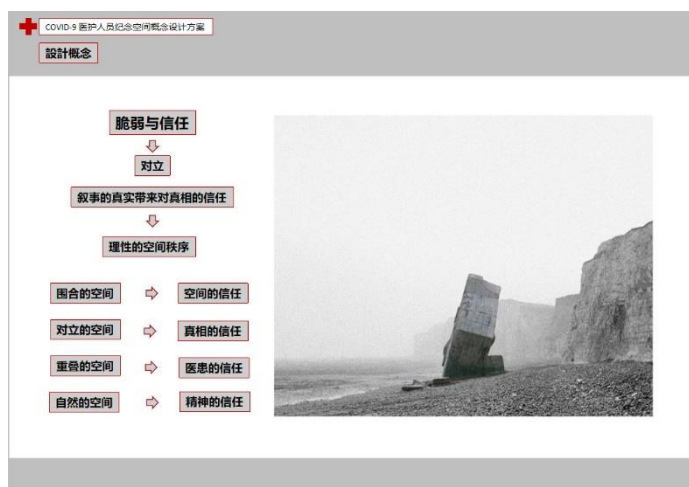 COVID-9 医护人员纪念空间概念设计方案
設計概念
脆弱与信任
对立
叙事的真实带来对真相的信任
理性的空间秩序
围合的空间
空间的信任
对立的空间
真相的信任
重叠的空间
医患的信任
自然的空间
精神的信任